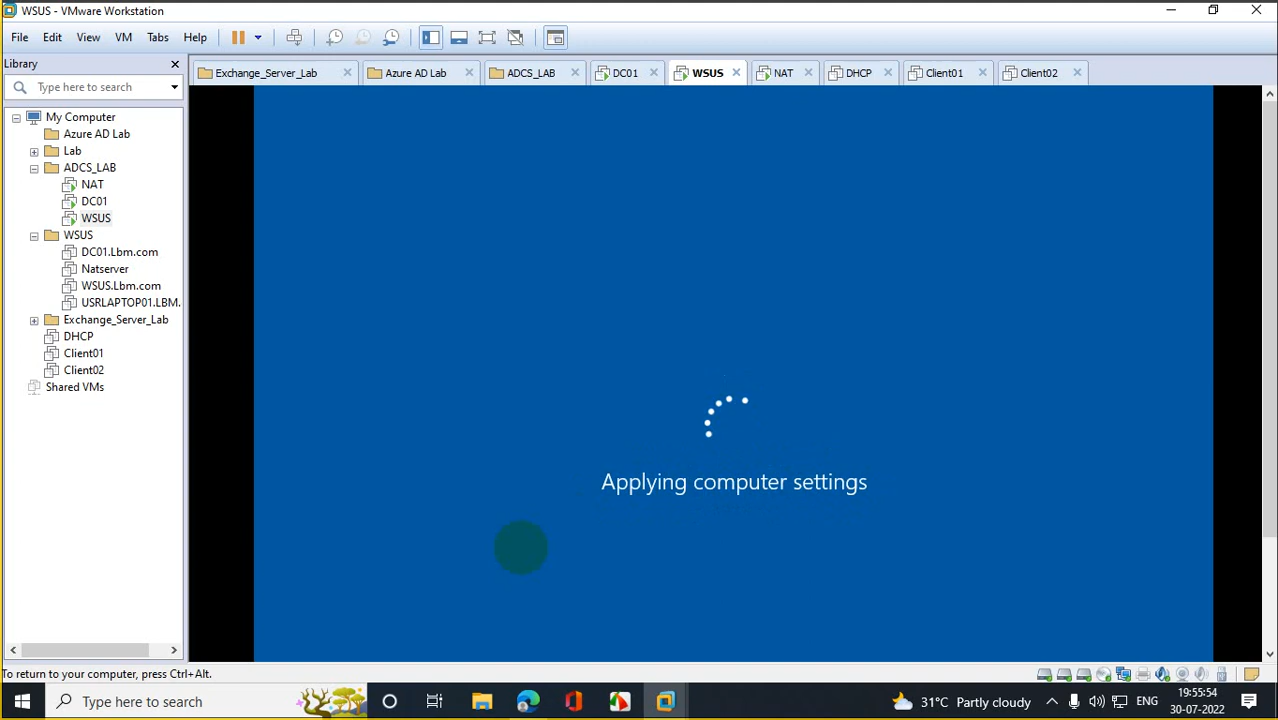 WSUS - VMware Workstation
File Edit View VM Tabs Help
Library
Type here to search
My Computer
Azure AD Lab
Lab
ADCS_LAB
NAT
DC01
WSUS
WSUS
DC01.Lbm.com
Natserver
WSUS.Lbm.com
USRLAPTOP01.LBM.
Exchange_Server_Lab
DHCP
Client01
Client02
Shared VMs
Exchange_Server_Lab Azure AD Lab ADCS_LAB DC01 WSUS NAT DHCP Client01 Client02
Applying computer settings
To return to your computer, press Ctrl+Alt.
Type here to search
31°C Partly cloudy
ENG
19:55:54
30-07-2022